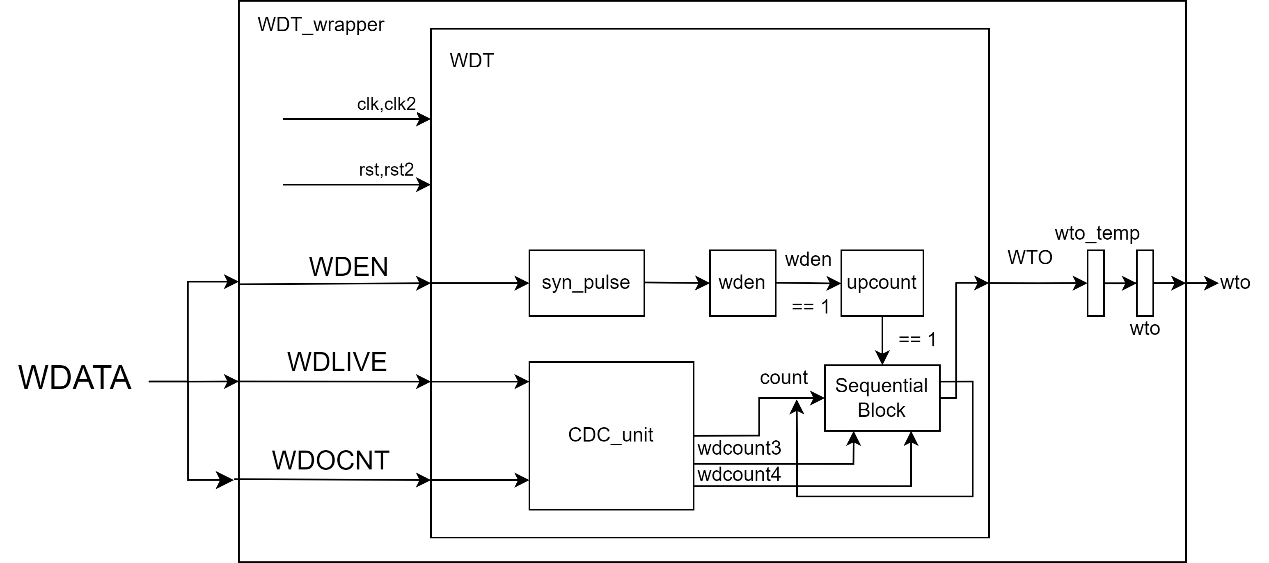 WDT_wrapper
WDT
clk,clk2
rst,rst2
WDEN
syn_pulse
wden
wden
== 1
upcount
WTO
wto_temp
wto
wto
== 1
WDATA
WDLIVE
count
Sequential
Block
CDC_unit
wdcount3
WDOCNT
wdcount4